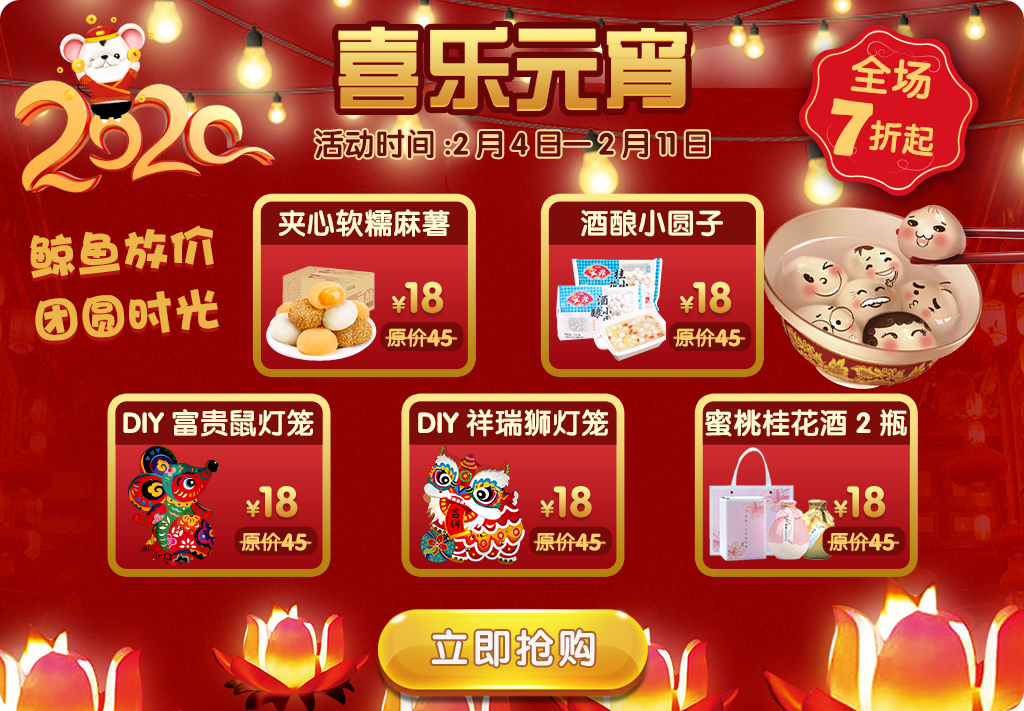 2020
喜乐元宵
活动时间:2月4日—2月11日
全场
7折起
鲸鱼放价
团圆时光
夹心软糯麻薯
¥18
原价45
酒酿小圆子
¥18
原价45
DIY 富贵鼠灯笼
¥18
原价45
DIY 祥瑞狮灯笼
吉祥
¥18
原价45
蜜桃桂花酒 2 瓶
¥18
原价45
立即抢购